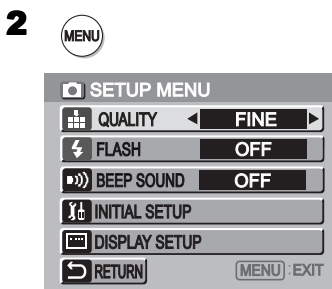 2
MENU
SETUP MENU
QUALITY FINE
FLASH OFF
BEEP SOUND OFF
INITIAL SETUP
DISPLAY SETUP
RETURN MENU : EXIT